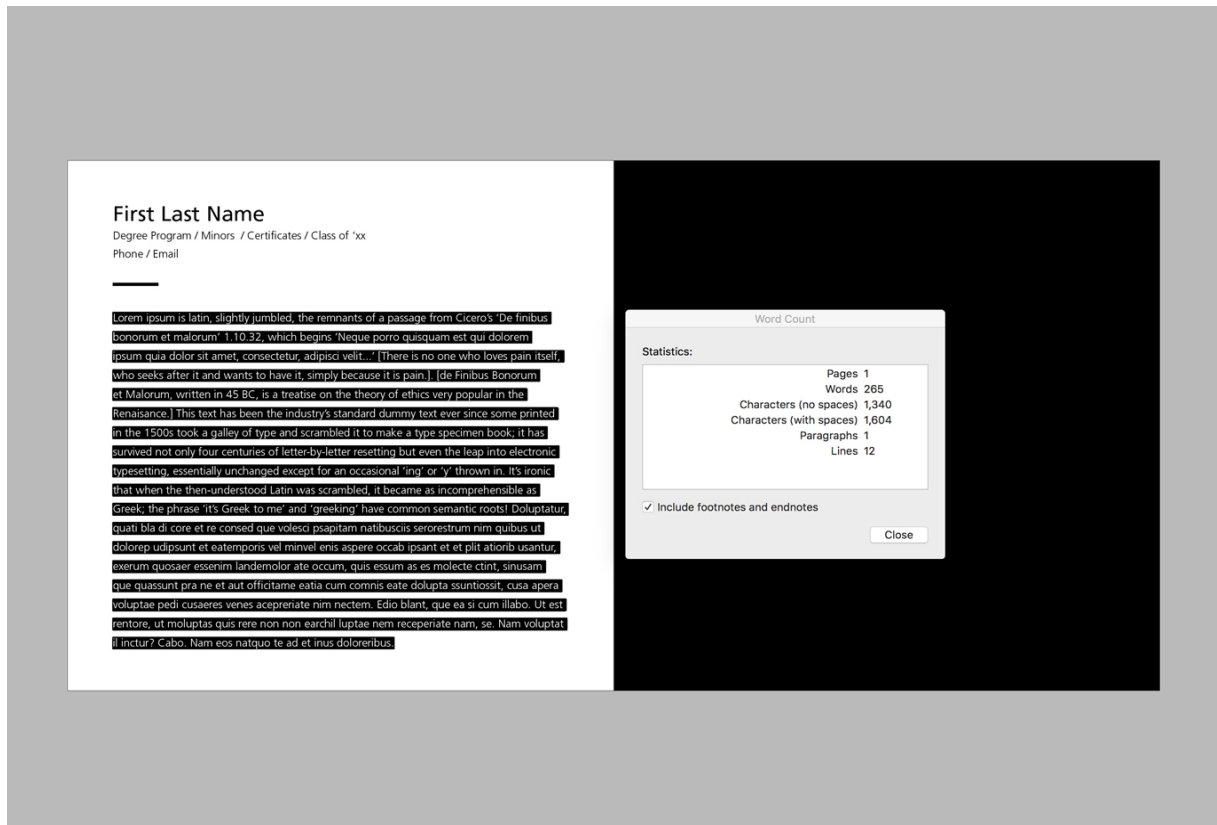 First Last Name
Degree Program / Minors  / Certificates / Class of ‘xx
Phone / Email
Lorem ipsum is latin, slightly jumbled, the remnants of a passage from Cicero’s ‘De finibus
bonorum et malorum’ 1.10.32, which begins ‘Neque porro quisquam est qui dolorem
ipsum quia dolor sit amet, consectetur, adipisci velit...’ [There is no one who loves pain itself,
who seeks after it and wants to have it, simply because it is pain.]. [de Finibus Bonorum
et Malorum, written in 45 BC, is a treatise on the theory of ethics very popular in the
Renaisance.] This text has been the industry’s standard dummy text ever since some printed
in the 1500s took a galley of type and scrambled it to make a type specimen book; it has
survived not only four centuries of letter-by-letter resetting but even the leap into electronic
typesetting, essentially unchanged except for an occasional ‘ing’ or ‘y’ thrown in. It’s ironic
that when the then-understood Latin was scrambled, it became as incomprehensible as
Greek; the phrase ‘it’s Greek to me’ and ‘greeking’ have common semantic roots! Doluptatur,
quati bla di core et re consed que volesci psapitam natibusciis serorestrum nim quibus ut
dolorep udipsunt et eatemporis vel minvel enis aspere occab ipsant et et plit atiorib usantur,
exerum quosaer essenim landemolor ate occum, quis essum as es molecte ctint, sinusam
que quassunt pra ne et aut officitame eatia cum comnis eate dolupta ssuntiossit, cusa apera
voluptae pedi cusaeres venes acepreriate nim nectem. Edio blant, que ea si cum illabo. Ut est
rentore, ut moluptas quis rere non non earchil luptae nem receperiate nam, se. Nam voluptat
il inctur? Cabo. Nam eos natquo te ad et inus doloreribus.
Word Count
Statistics:
Pages 1
Words 265
Characters (no spaces) 1,340
Characters (with spaces) 1,604
Paragraphs 1
Lines 12
Include footnotes and endnotes
Close